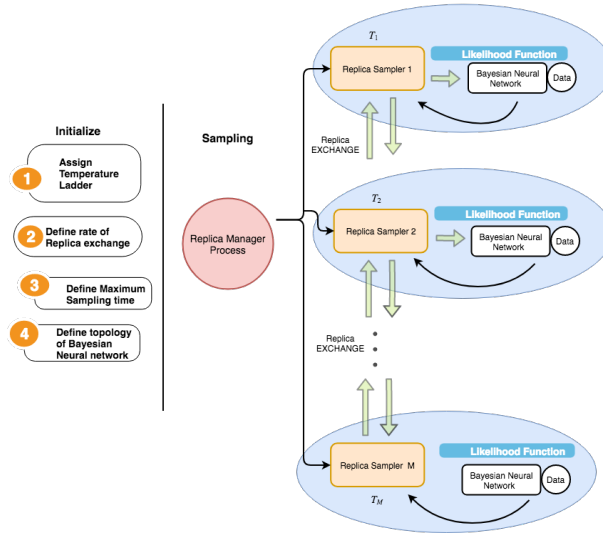 Initialize
1
Assign
Temperature
Ladder
2
Define rate of
Replica exchange
3
Define Maximum
Sampling time
4
Define topology
of Bayesian
Neural network
Sampling
Replica Manager
Process
T1
Replica Sampler 1
Likelihood Function
Bayesian Neural
Network
Data
Replica
EXCHANGE
T2
Replica Sampler 2
Likelihood Function
Bayesian Neural
Network
Data
Replica
EXCHANGE
Replica Sampler M
TM
Likelihood Function
Bayesian Neural
Network
Data